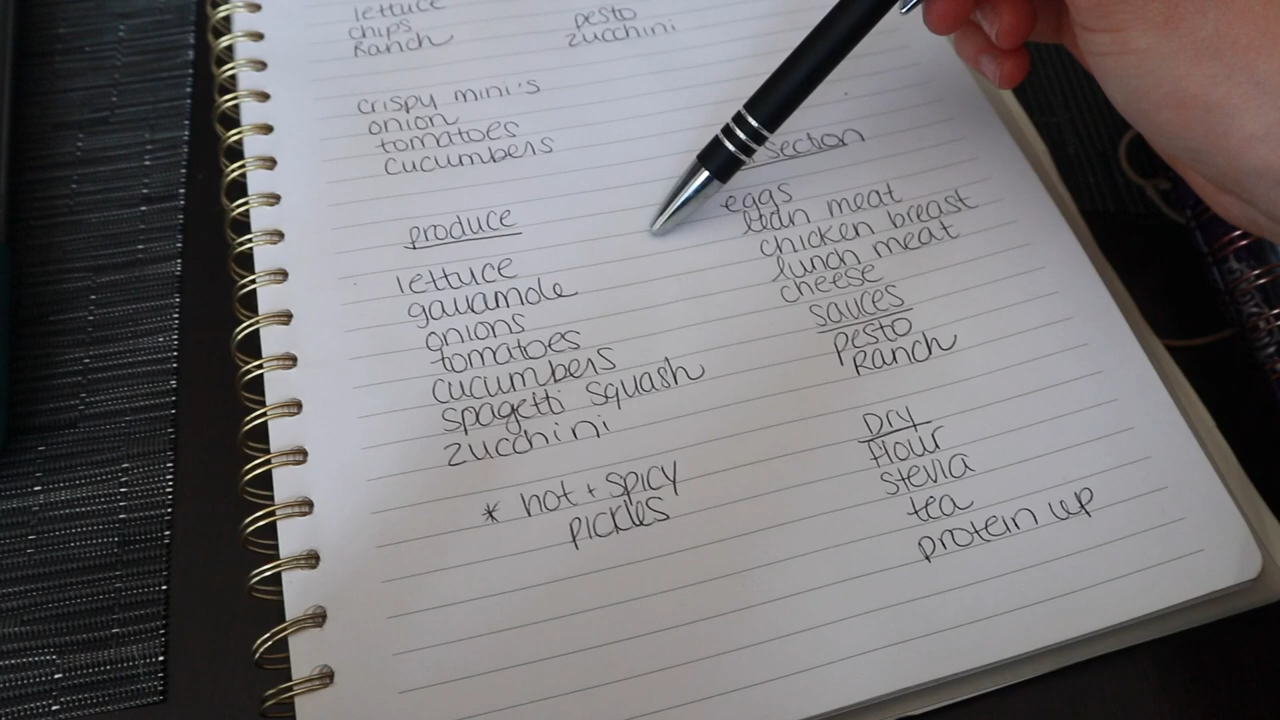 lettuce
chips
Ranch
pesto
zucchini
crispy mini's
onion
tomatoes
cucumbers
produce
lettuce
gauamole
onions
tomatoes
cucumbers
spagetti squash
zucchini
* hot + spicy
pickles
section
eggs
lean meat
chicken breast
lunch meat
cheese
sauces
pesto
Ranch
Dry
flour
stevia
tea
protein up